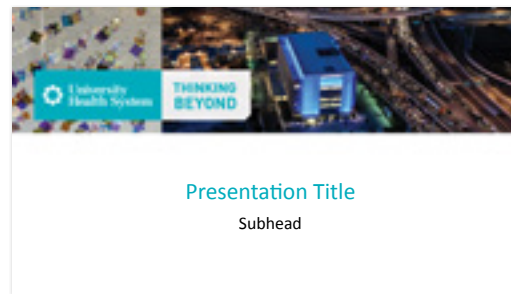 University
Health System
THINKING
BEYOND
Presentation Title
Subhead